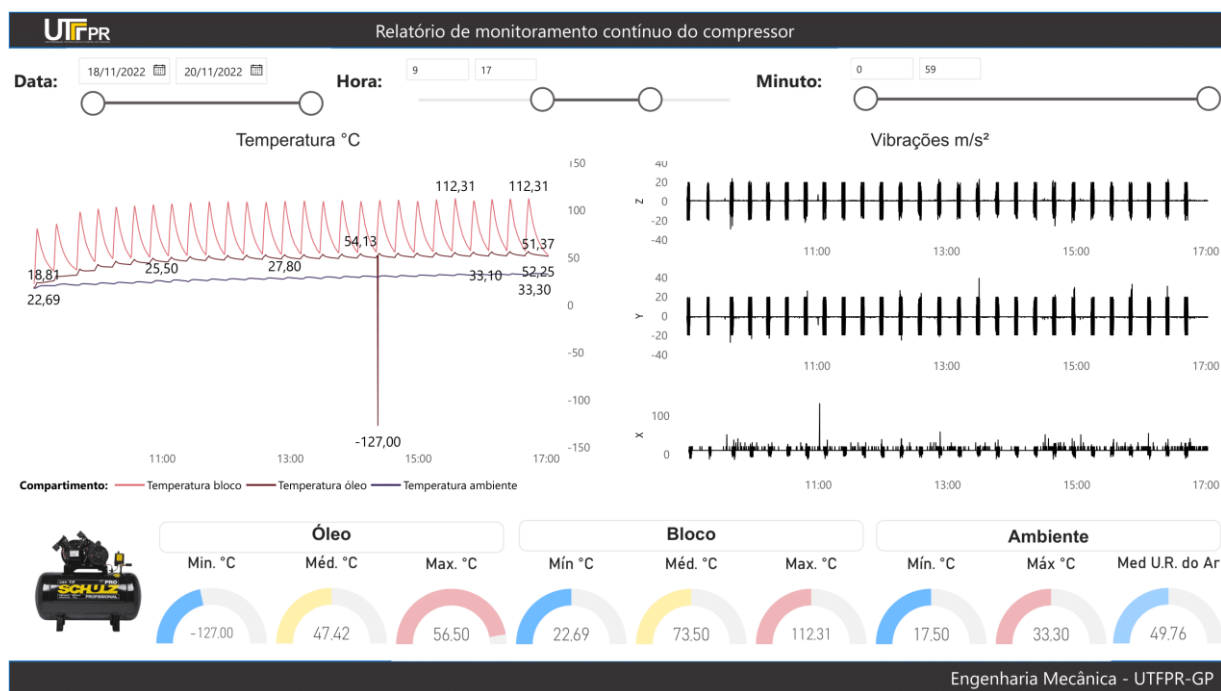 UTFPR
Relatório de monitoramento contínuo do compressor
Data:
18/11/2022
20/11/2022
Hora:
9
17
Minuto:
0
59
Temperatura °C
150
100
50
0
-50
-100
-150
112,31
112,31
54,13
51,37
18,81
25,50
27,80
33,10
52,25
22,69
33,30
-127,00
11:00
13:00
15:00
17:00
Compartimento:
Temperatura bloco
Temperatura óleo
Temperatura ambiente
Vibrações m/s²
Z
40
20
0
-20
-40
11:00
13:00
15:00
17:00
Y
40
20
0
-20
-40
11:00
13:00
15:00
17:00
X
100
0
11:00
13:00
15:00
17:00
SCHULZ
PRO
PROFISSIONAL
Óleo
Min. °C
Méd. °C
Max. °C
-127.00
47.42
56.50
Bloco
Mín °C
Méd. °C
Max. °C
22.69
73.50
112.31
Ambiente
Mín. °C
Máx °C
Med U.R. do Ar
17.50
33.30
49.76
Engenharia Mecânica - UTFPR-GP